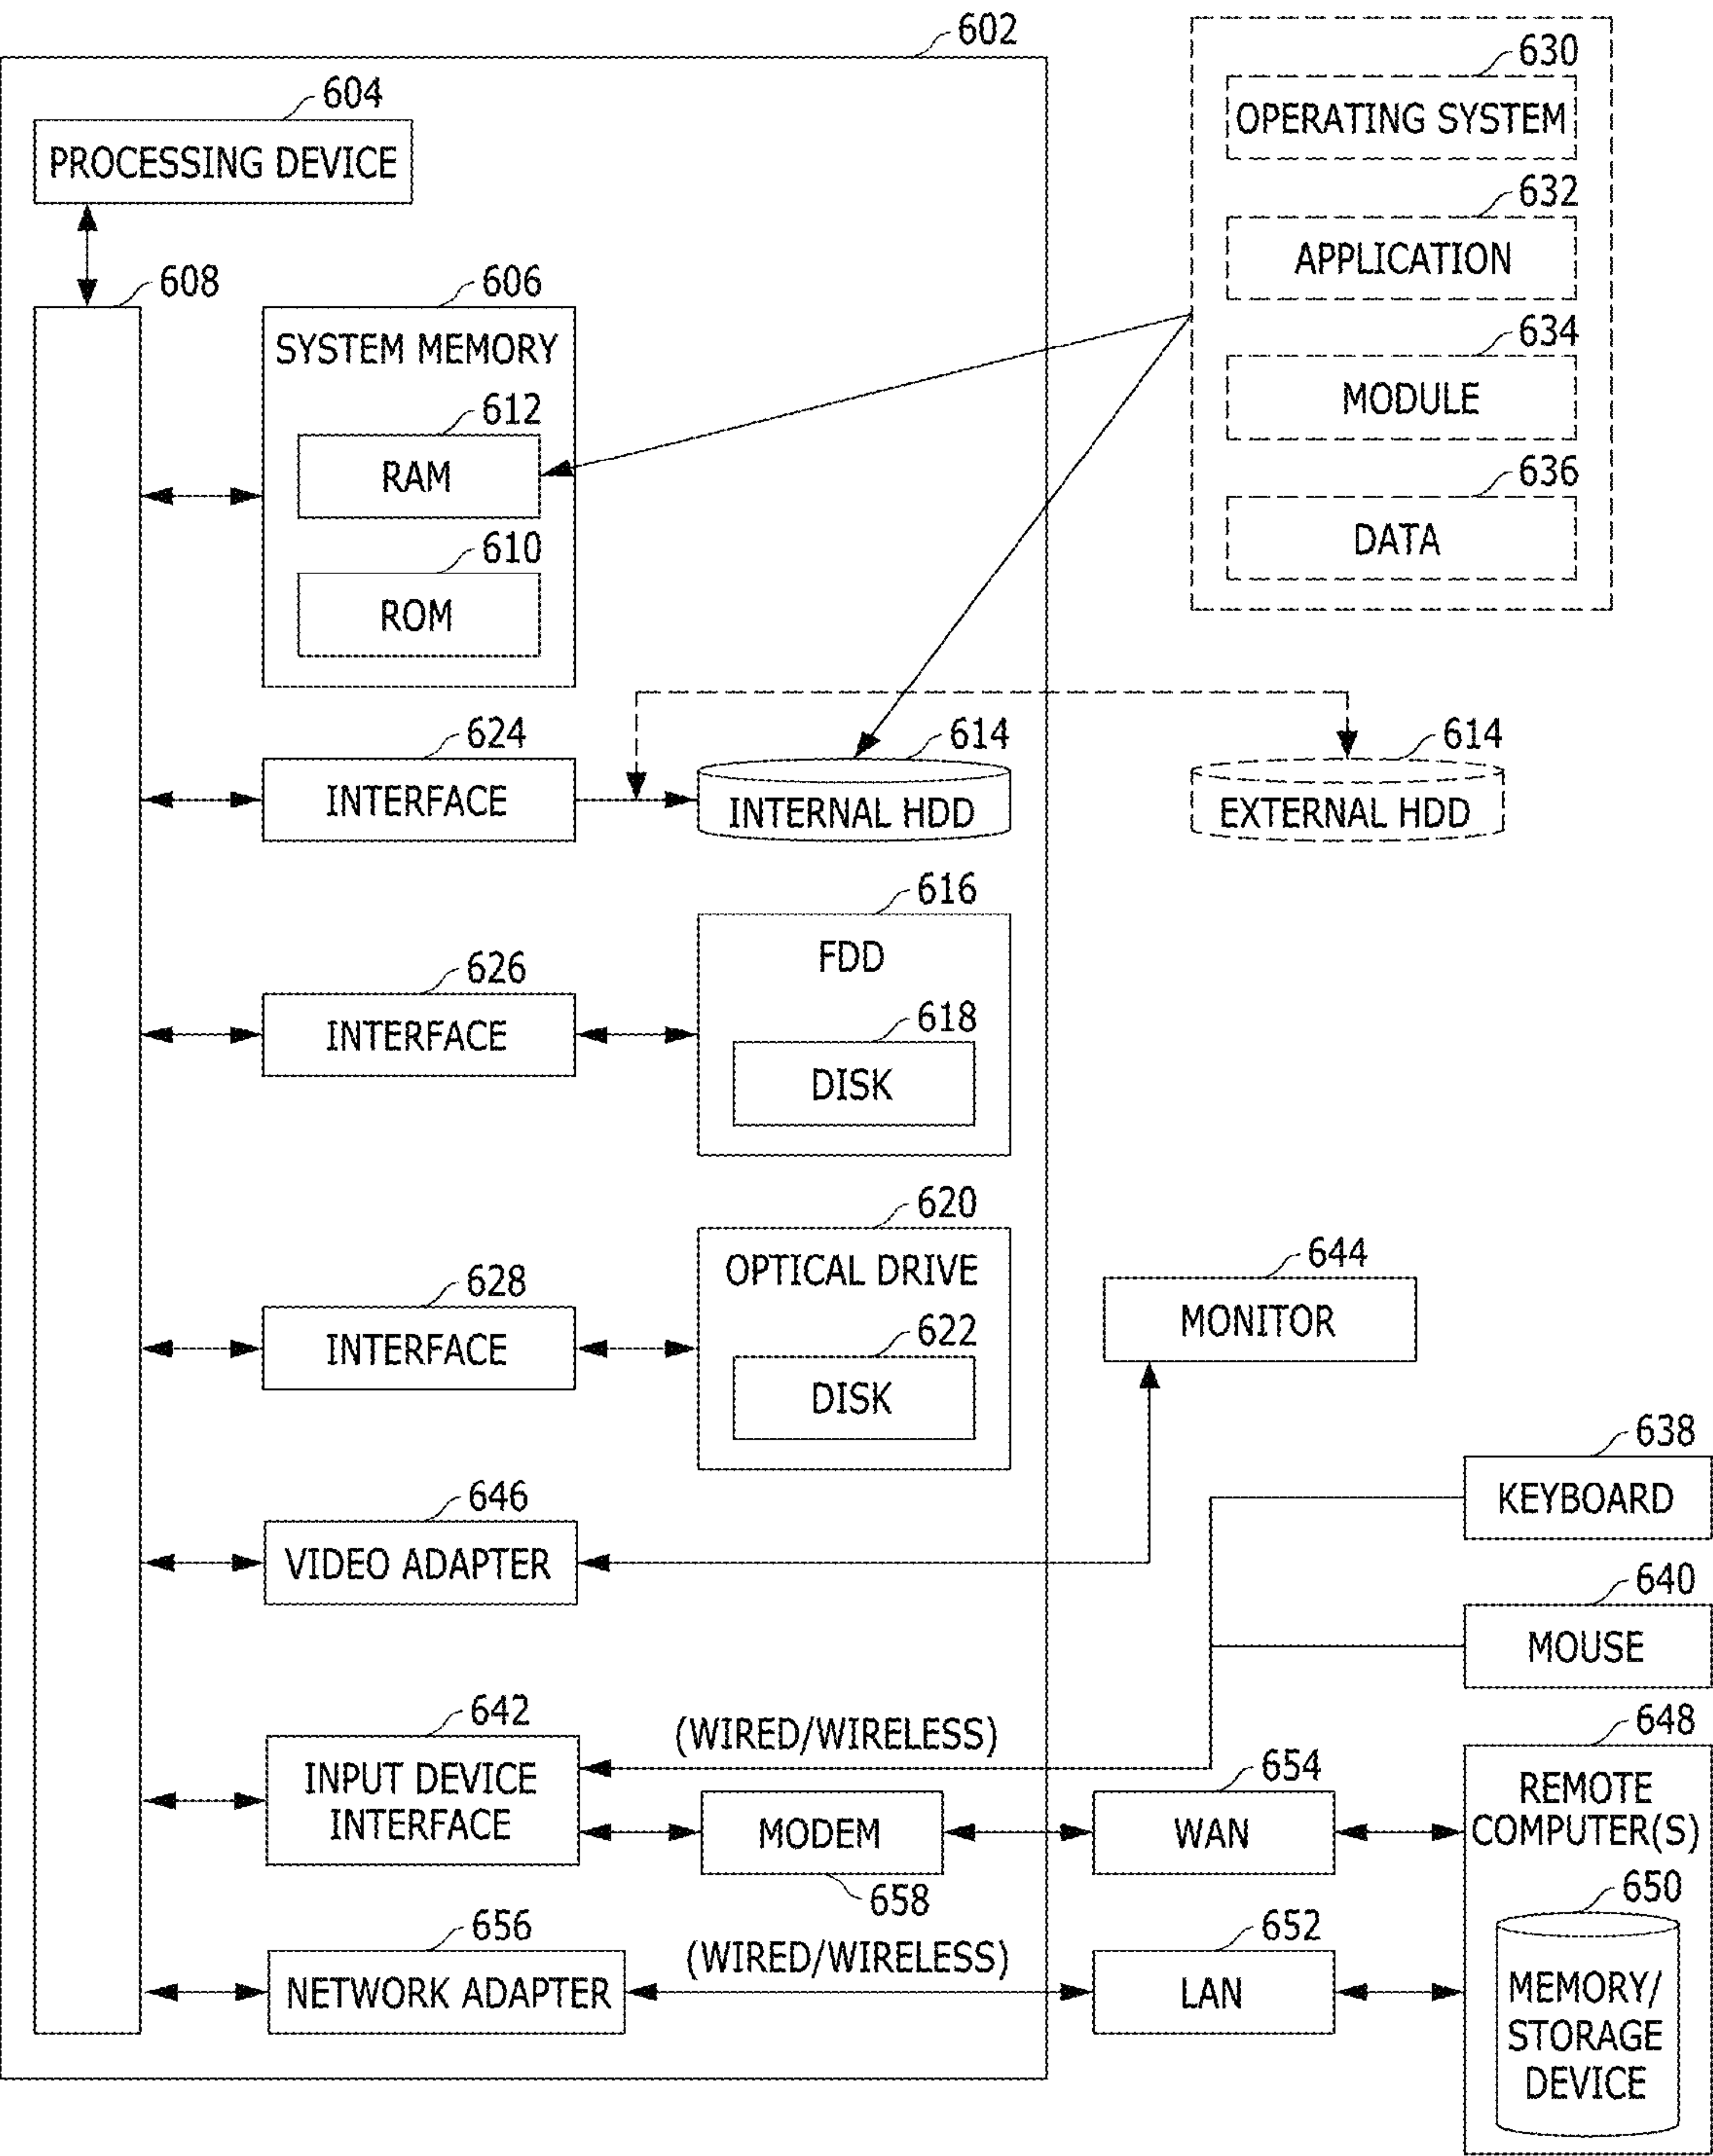 602
604
PROCESSING DEVICE
608
606
SYSTEM MEMORY
612
RAM
610
ROM
630
OPERATING SYSTEM
632
APPLICATION
634
MODULE
636
DATA
624
INTERFACE
614
INTERNAL HDD
614
EXTERNAL HDD
616
FDD
626
INTERFACE
618
DISK
620
OPTICAL DRIVE
628
INTERFACE
622
DISK
644
MONITOR
638
KEYBOARD
646
VIDEO ADAPTER
640
MOUSE
642
INPUT DEVICE
INTERFACE
(WIRED/WIRELESS)
MODEM
658
654
WAN
648
REMOTE
COMPUTER(S)
650
MEMORY/
STORAGE
DEVICE
656
NETWORK ADAPTER
(WIRED/WIRELESS)
652
LAN